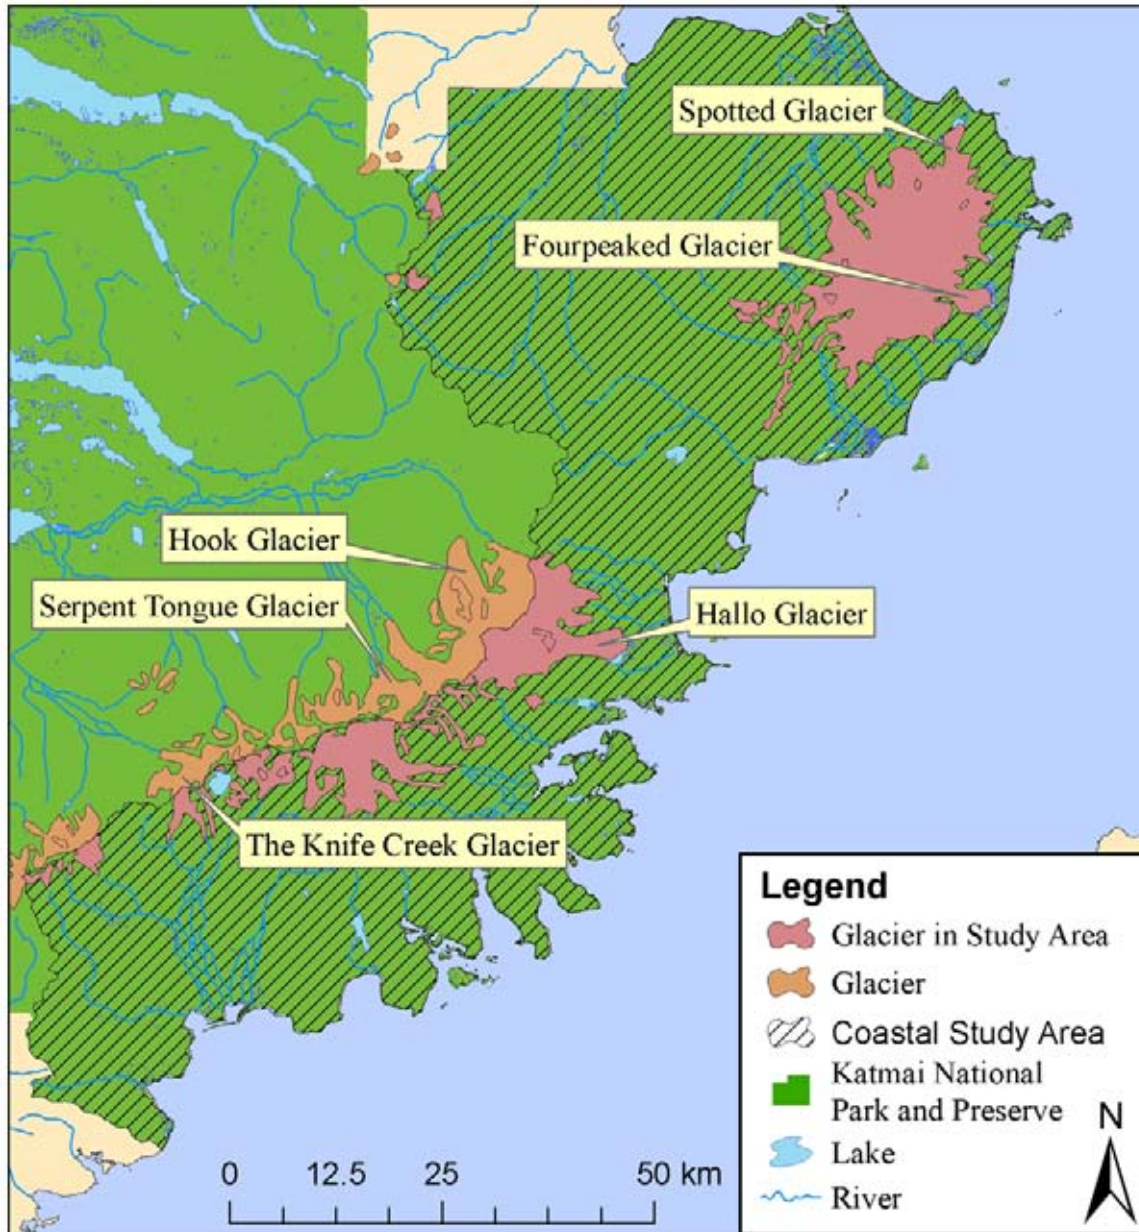 Spotted Glacier
Fourpeaked Glacier
Hook Glacier
Serpent Tongue Glacier
Hallo Glacier
The Knife Creek Glacier
Legend
Glacier in Study Area
Glacier
Coastal Study Area
Katmai National
Park and Preserve
Lake
River
N
0 12.5 25 50 km